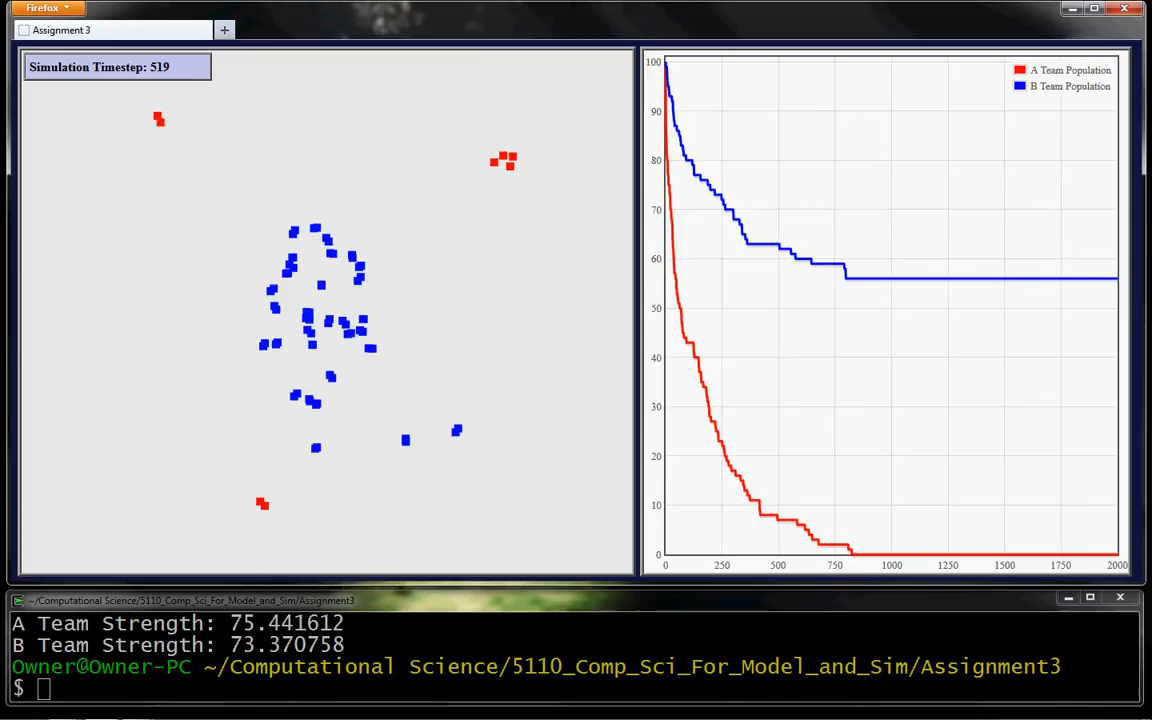 Firefox
Assignment 3
Simulation Timestep: 519
A Team Population
B Team Population
100
90
80
70
60
50
40
30
20
10
0
0 250 500 750 1000 1250 1500 1750 2000
~/Computational Science/5110_Comp_Sci_For_Model_and_Sim/Assignment3
A Team Strength: 75.441612
B Team Strength: 73.370758
Owner@Owner-PC ~/Computational Science/5110_Comp_Sci_For_Model_and_Sim/Assignment3
$